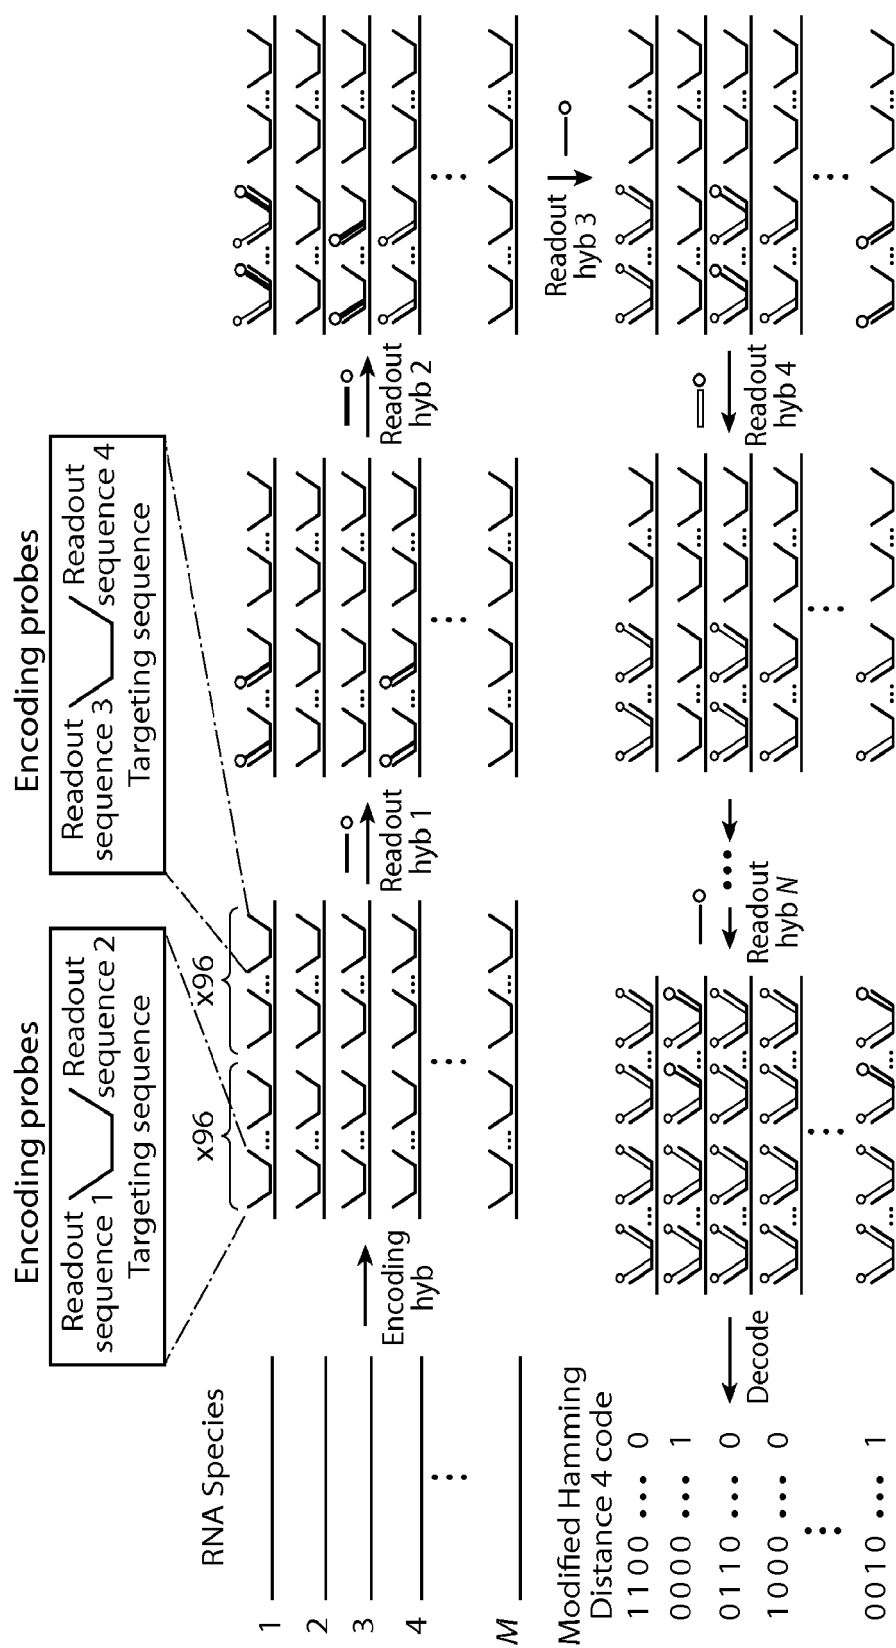 Encoding probes
Readout
sequence 1
Readout
sequence 2
Targeting sequence
Encoding probes
Readout
sequence 3
Readout
sequence 4
Targeting sequence
RNA Species
1
2
3
4
M
Encoding
hyb
x96
x96
Readout
hyb 1
Readout
hyb 2
Readout
hyb 3
Readout
hyb 4
Readout
hyb N
Decode
Modified Hamming
Distance 4 code
1100 •••• 0
0000 •••• 1
0110 •••• 0
1000 •••• 0
0010 •••• 1